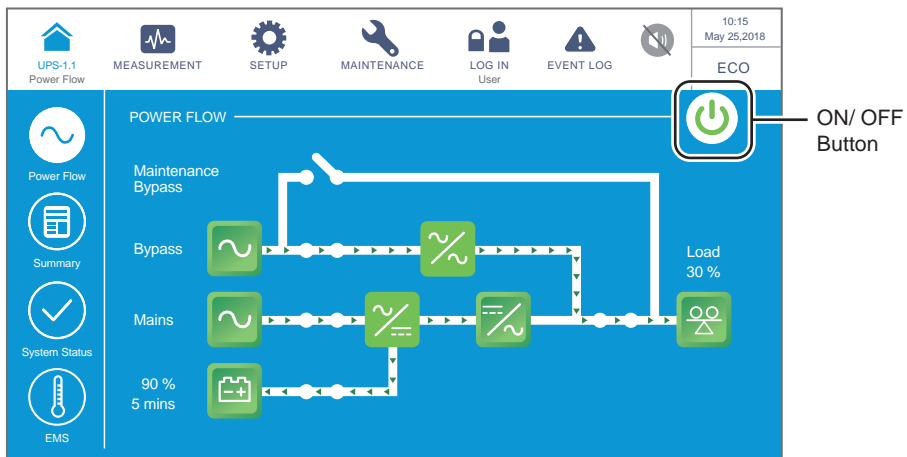 UPS-1.1
Power Flow
MEASUREMENT
SETUP
MAINTENANCE
LOG IN
User
EVENT LOG
10:15
May 25,2018
ECO
ON/ OFF
Button
POWER FLOW
Power Flow
Maintenance
Bypass
Summary
Bypass
Load
30 %
Mains
System Status
90 %
5 mins
EMS